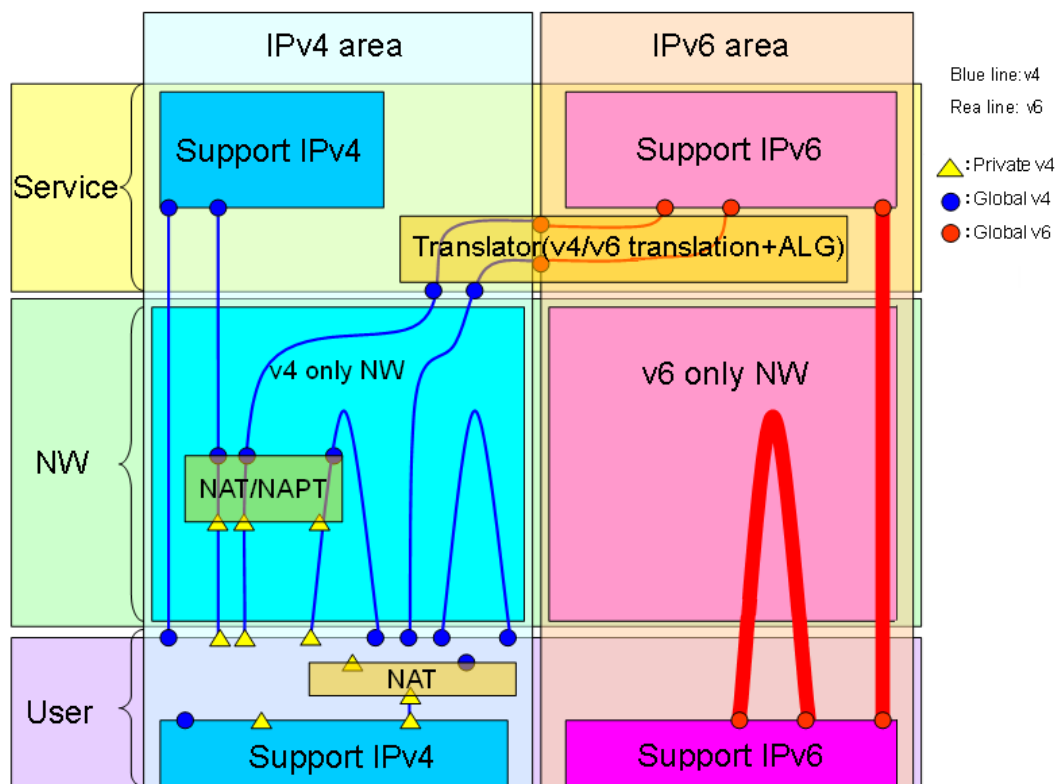 IPv4 area
IPv6 area
Blue line: v4
Rea line: v6
:Private v4
:Global v4
:Global v6
Service
Support IPv4
Support IPv6
Translator(v4/v6 translation+ALG)
NW
v4 only NW
v6 only NW
NAT/NAPT
User
NAT
Support IPv4
Support IPv6